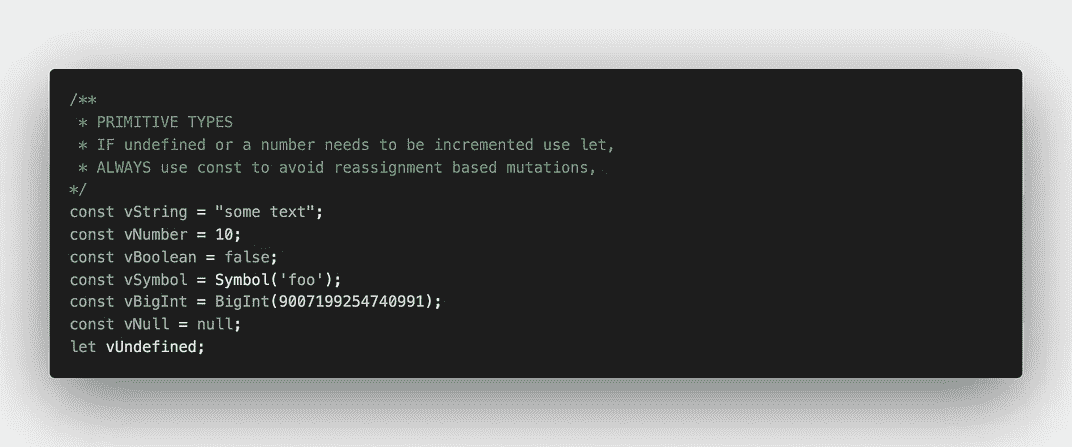 /**
 * PRIMITIVE TYPES
 * IF undefined or a number needs to be incremented use let,
 * ALWAYS use const to avoid reassignment based mutations,
*/
const vString = "some text";
const vNumber = 10;
const vBoolean = false;
const vSymbol = Symbol('foo');
const vBigInt = BigInt(9007199254740991);
const vNull = null;
let vUndefined;